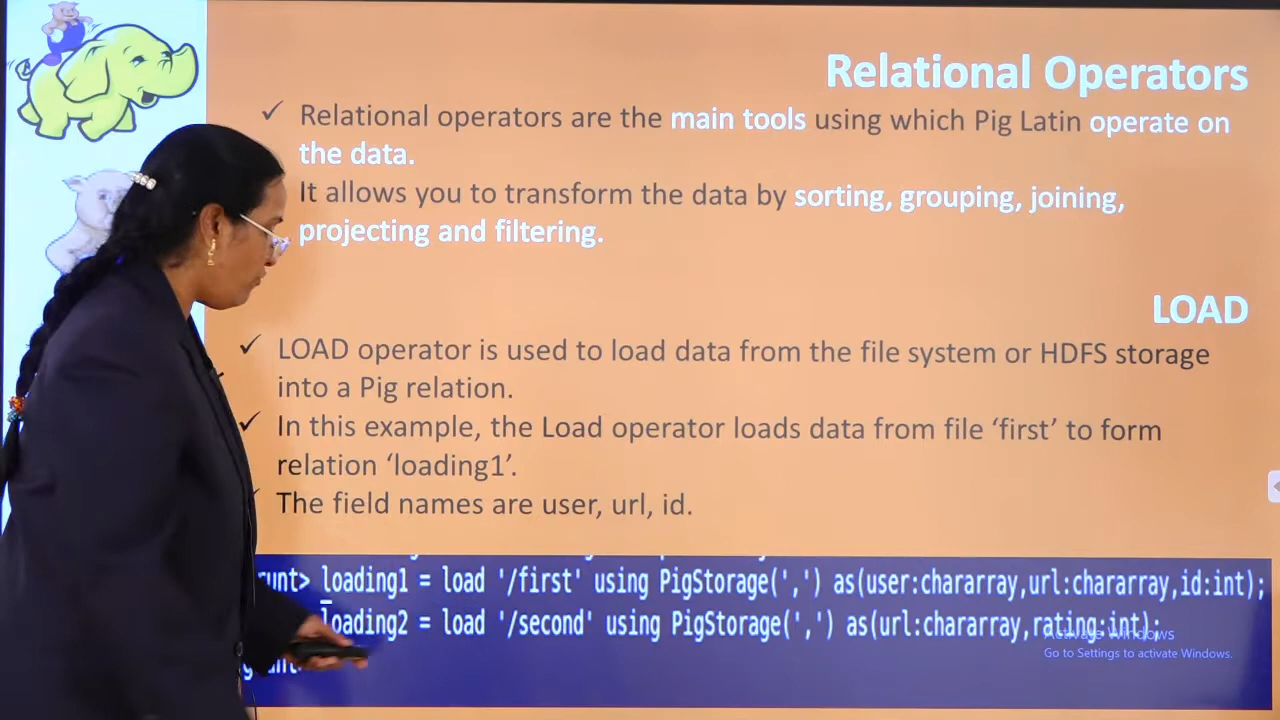 Relational Operators
✓ Relational operators are the main tools using which Pig Latin operate on
the data.
It allows you to transform the data by sorting, grouping, joining,
projecting and filtering.
LOAD
✓ LOAD operator is used to load data from the file system or HDFS storage
into a Pig relation.
✓ In this example, the Load operator loads data from file ‘first’ to form
relation ‘loading1’.
The field names are user, url, id.
runt> loading1 = load '/first' using PigStorage(',') as(user:chararray,url:chararray,id:int);
loading2 = load '/second' using PigStorage(',') as(url:chararray,rating:int);
Activate Windows
Go to Settings to activate Windows.